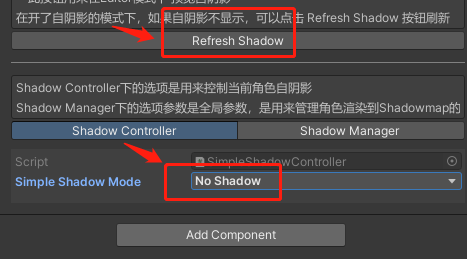 此按钮用来在Editor模式下预览自阴影
在开了自阴影的模式下，如果自阴影不显示，可以点击 Refresh Shadow 按钮刷新
Refresh Shadow
Shadow Controller下的选项是用来控制当前角色自阴影
Shadow Manager下的选项参数是全局参数，是用来管理角色渲染到Shadowmap的
Shadow Controller Shadow Manager
Script SimpleShadowController
Simple Shadow Mode No Shadow
Add Component